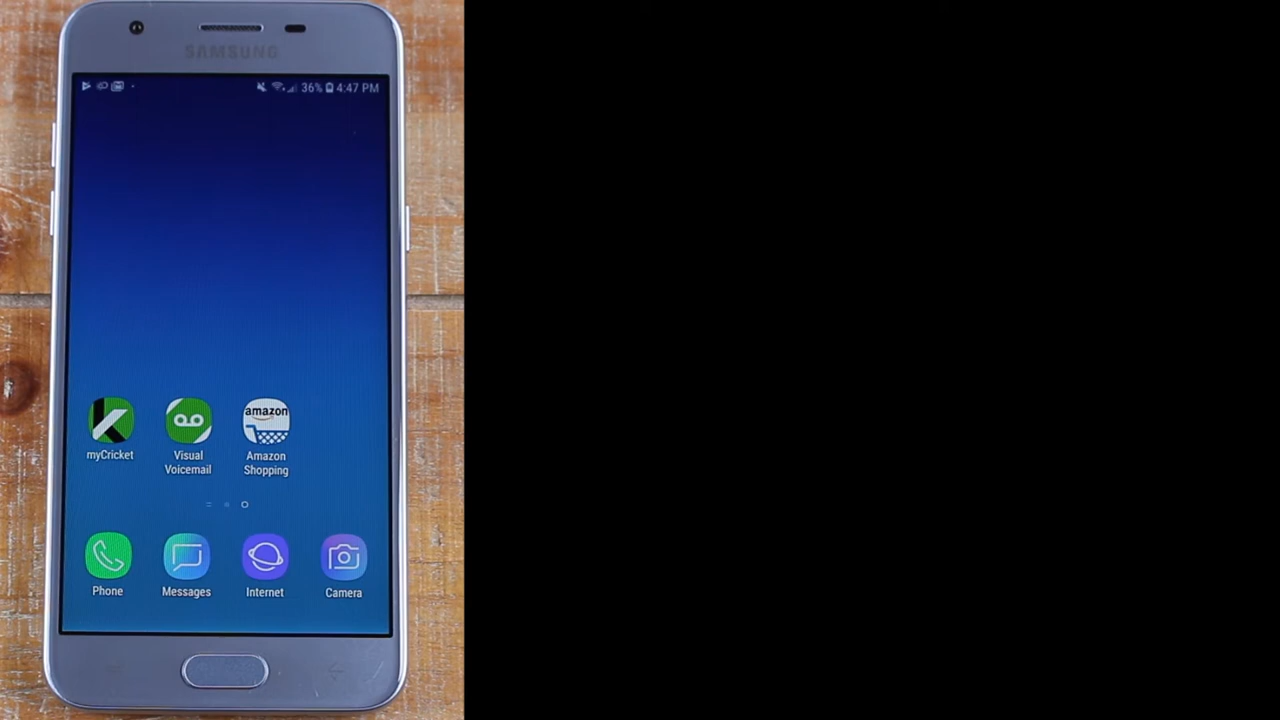 SAMSUNG
36% 4:47 PM
amazon
myCricket
Visual
Voicemail
Amazon
Shopping
Phone
Messages
Internet
Camera